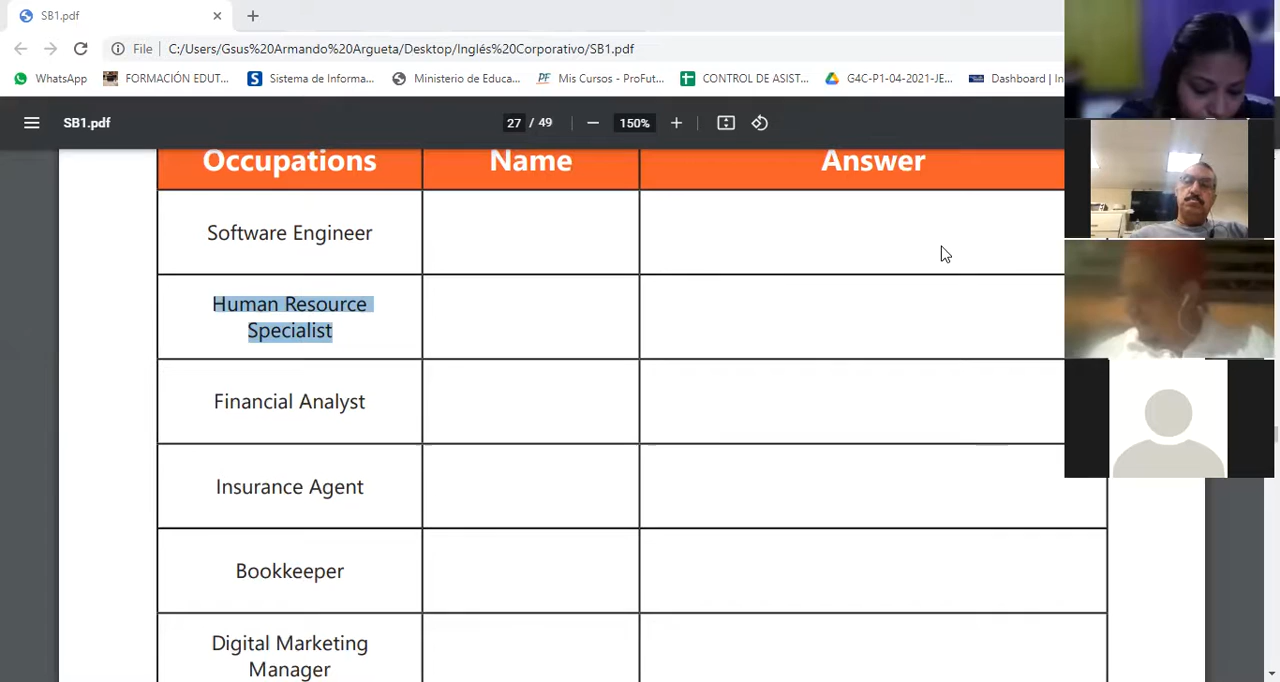 SB1.pdf
File C:/Users/Gsus%20Armando%20Argueta/Desktop/Inglés%20Corporativo/SB1.pdf
WhatsApp FORMACIÓN EDUT... Sistema de Informa... Ministerio de Educa... Mis Cursos - ProFut... CONTROL DE ASIST... G4C-P1-04-2021-JE... Dashboard | In
SB1.pdf 27 / 49 150%
Occupations Name Answer
Software Engineer
Human Resource
Specialist
Financial Analyst
Insurance Agent
Bookkeeper
Digital Marketing
Manager